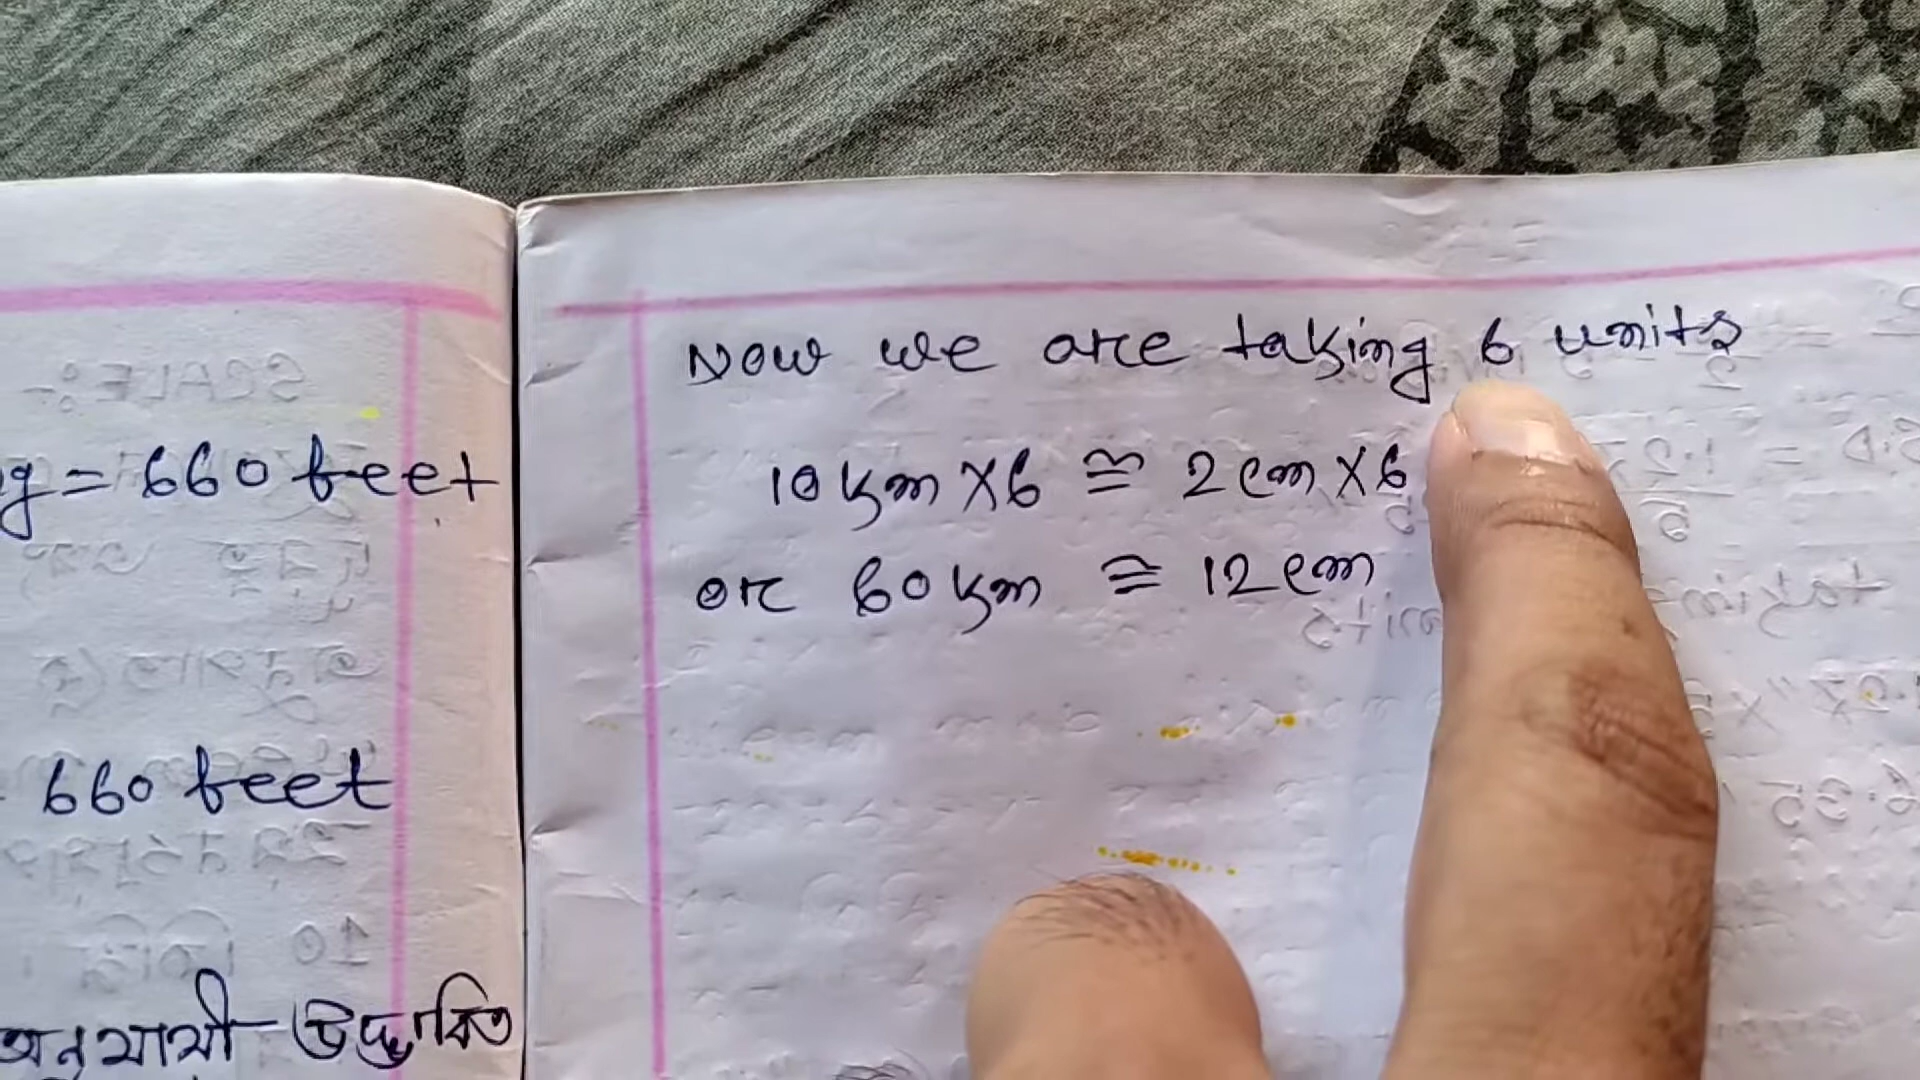 g = 660 feet
660 feet
অনুযায়ী উদ্ভাবিত
Now we are taking 6 units
10 Km X 6 ≅ 2 cm X 6
or 60 Km ≅ 12 cm